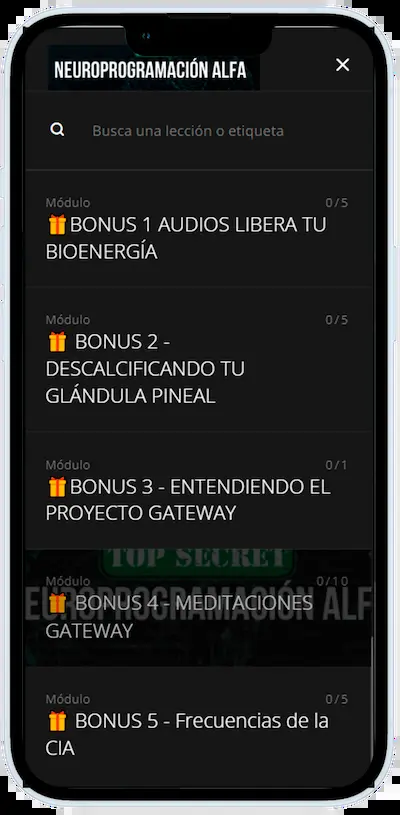 NEUROPROGRAMACIÓN ALFA
Busca una lección o etiqueta
Módulo 0/5
🎁BONUS 1 AUDIOS LIBERA TU
BIOENERGÍA
Módulo 0/5
🎁 BONUS 2 -
DESCALCIFICANDO TU
GLÁNDULA PINEAL
Módulo 0/1
🎁BONUS 3 - ENTENDIENDO EL
PROYECTO GATEWAY
TOP SECRET
Módulo 0/10
EUROPROGRAMACIÓN ALF
🎁 BONUS 4 - MEDITACIONES
GATEWAY
Módulo 0/5
🎁 BONUS 5 - Frecuencias de la
CIA